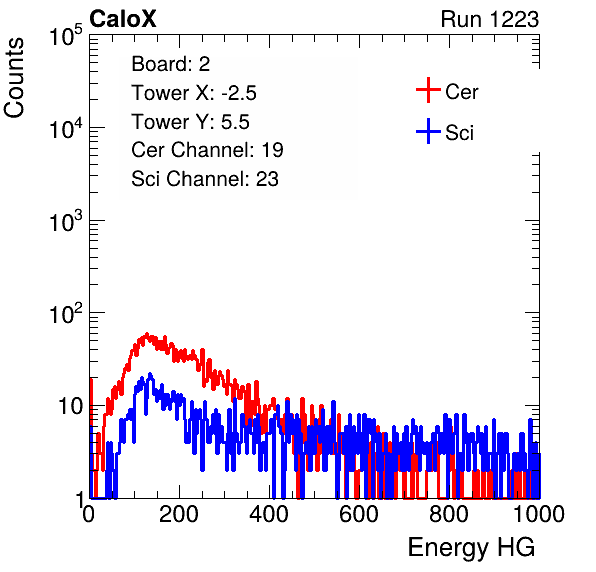 CaloX Run 1223
Counts
10^5
10^4
10^3
10^2
10
1
Board: 2
Tower X: -2.5
Tower Y: 5.5
Cer Channel: 19
Sci Channel: 23
Cer
Sci
0 200 400 600 800 1000
Energy HG